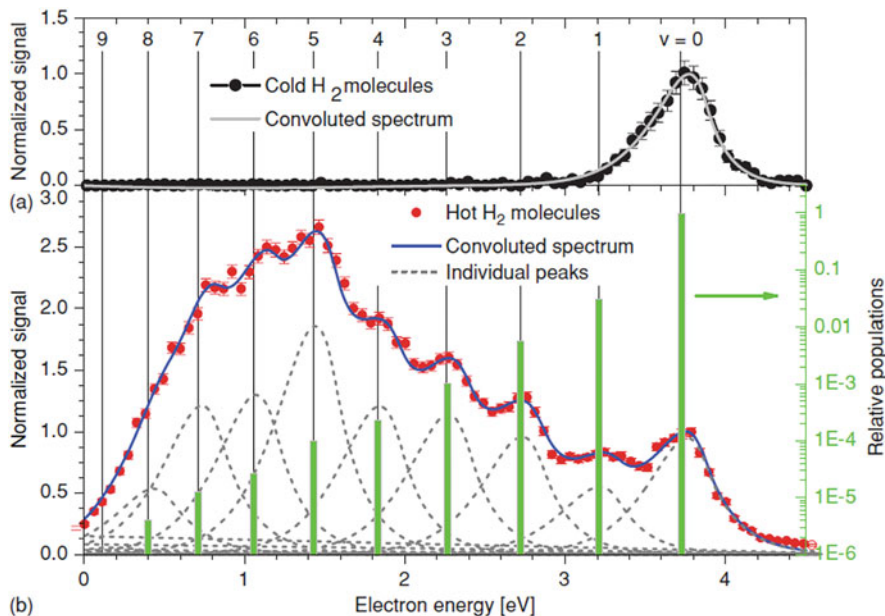 1.5
1.0
0.5
0.0
Normalized signal
9 8 7 6 5 4 3 2 1 v = 0
Cold H 2 molecules
Convoluted spectrum
(a)
3.0
2.5
2.0
1.5
1.0
0.5
0.0
Normalized signal
Hot H2 molecules
Convoluted spectrum
Individual peaks
1
0.1
0.01
1E-3
1E-4
1E-5
1E-6
Relative populations
0 1 2 3 4
(b) Electron energy [eV]